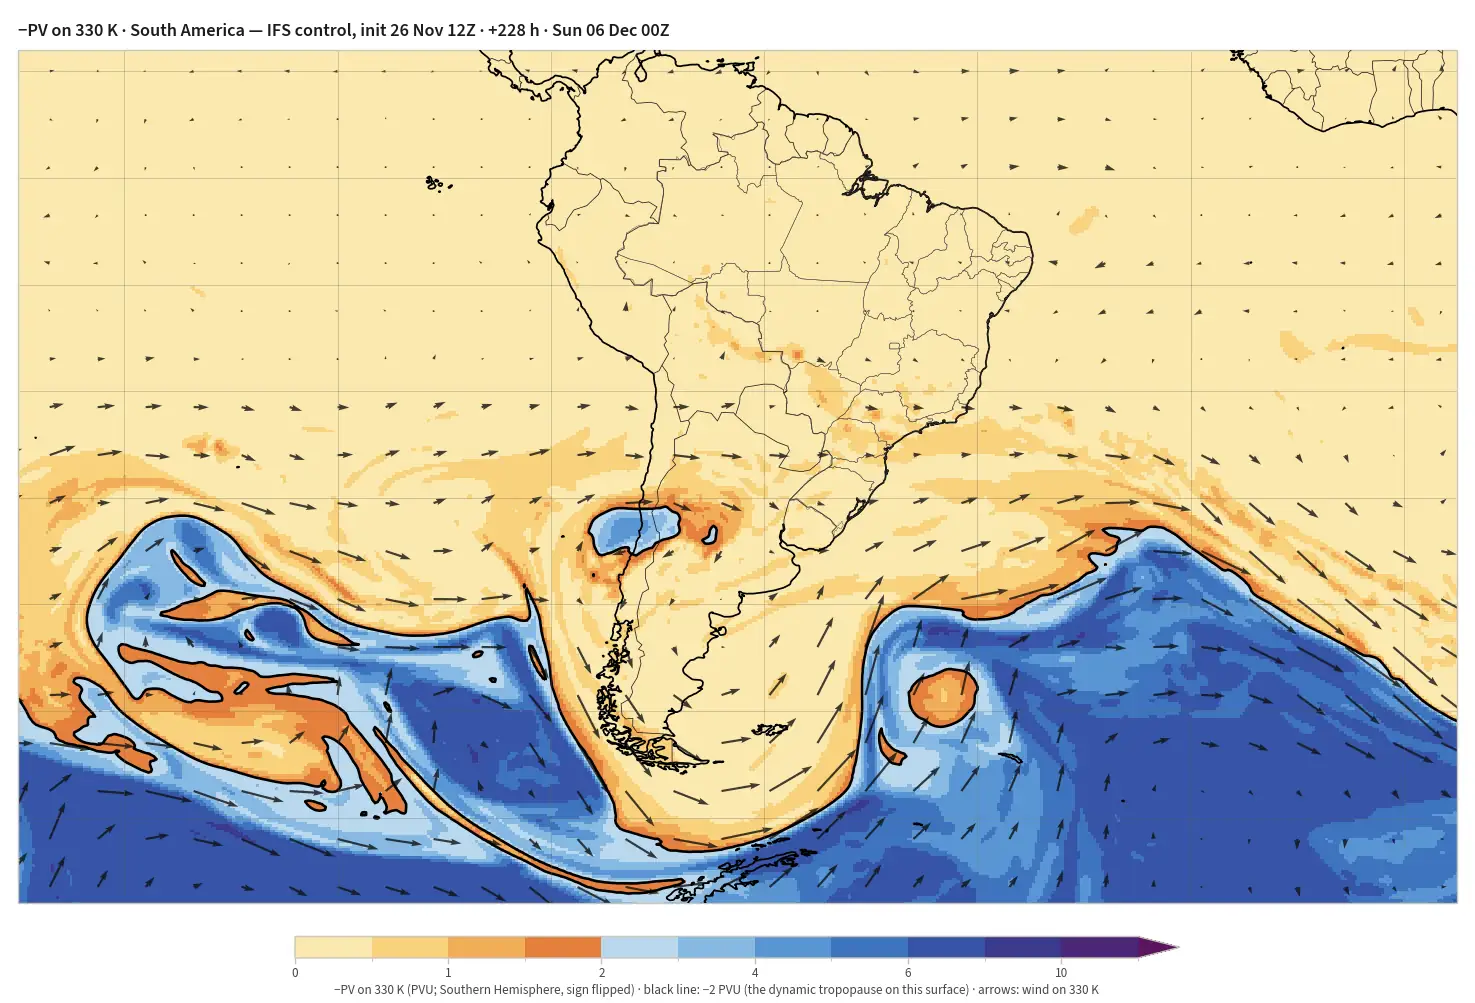 −PV on 330 K · South America — IFS control, init 26 Nov 12Z · +228 h · Sun 06 Dec 00Z
0 1 2 4 6 10
−PV on 330 K (PVU; Southern Hemisphere, sign flipped) · black line: −2 PVU (the dynamic tropopause on this surface) · arrows: wind on 330 K